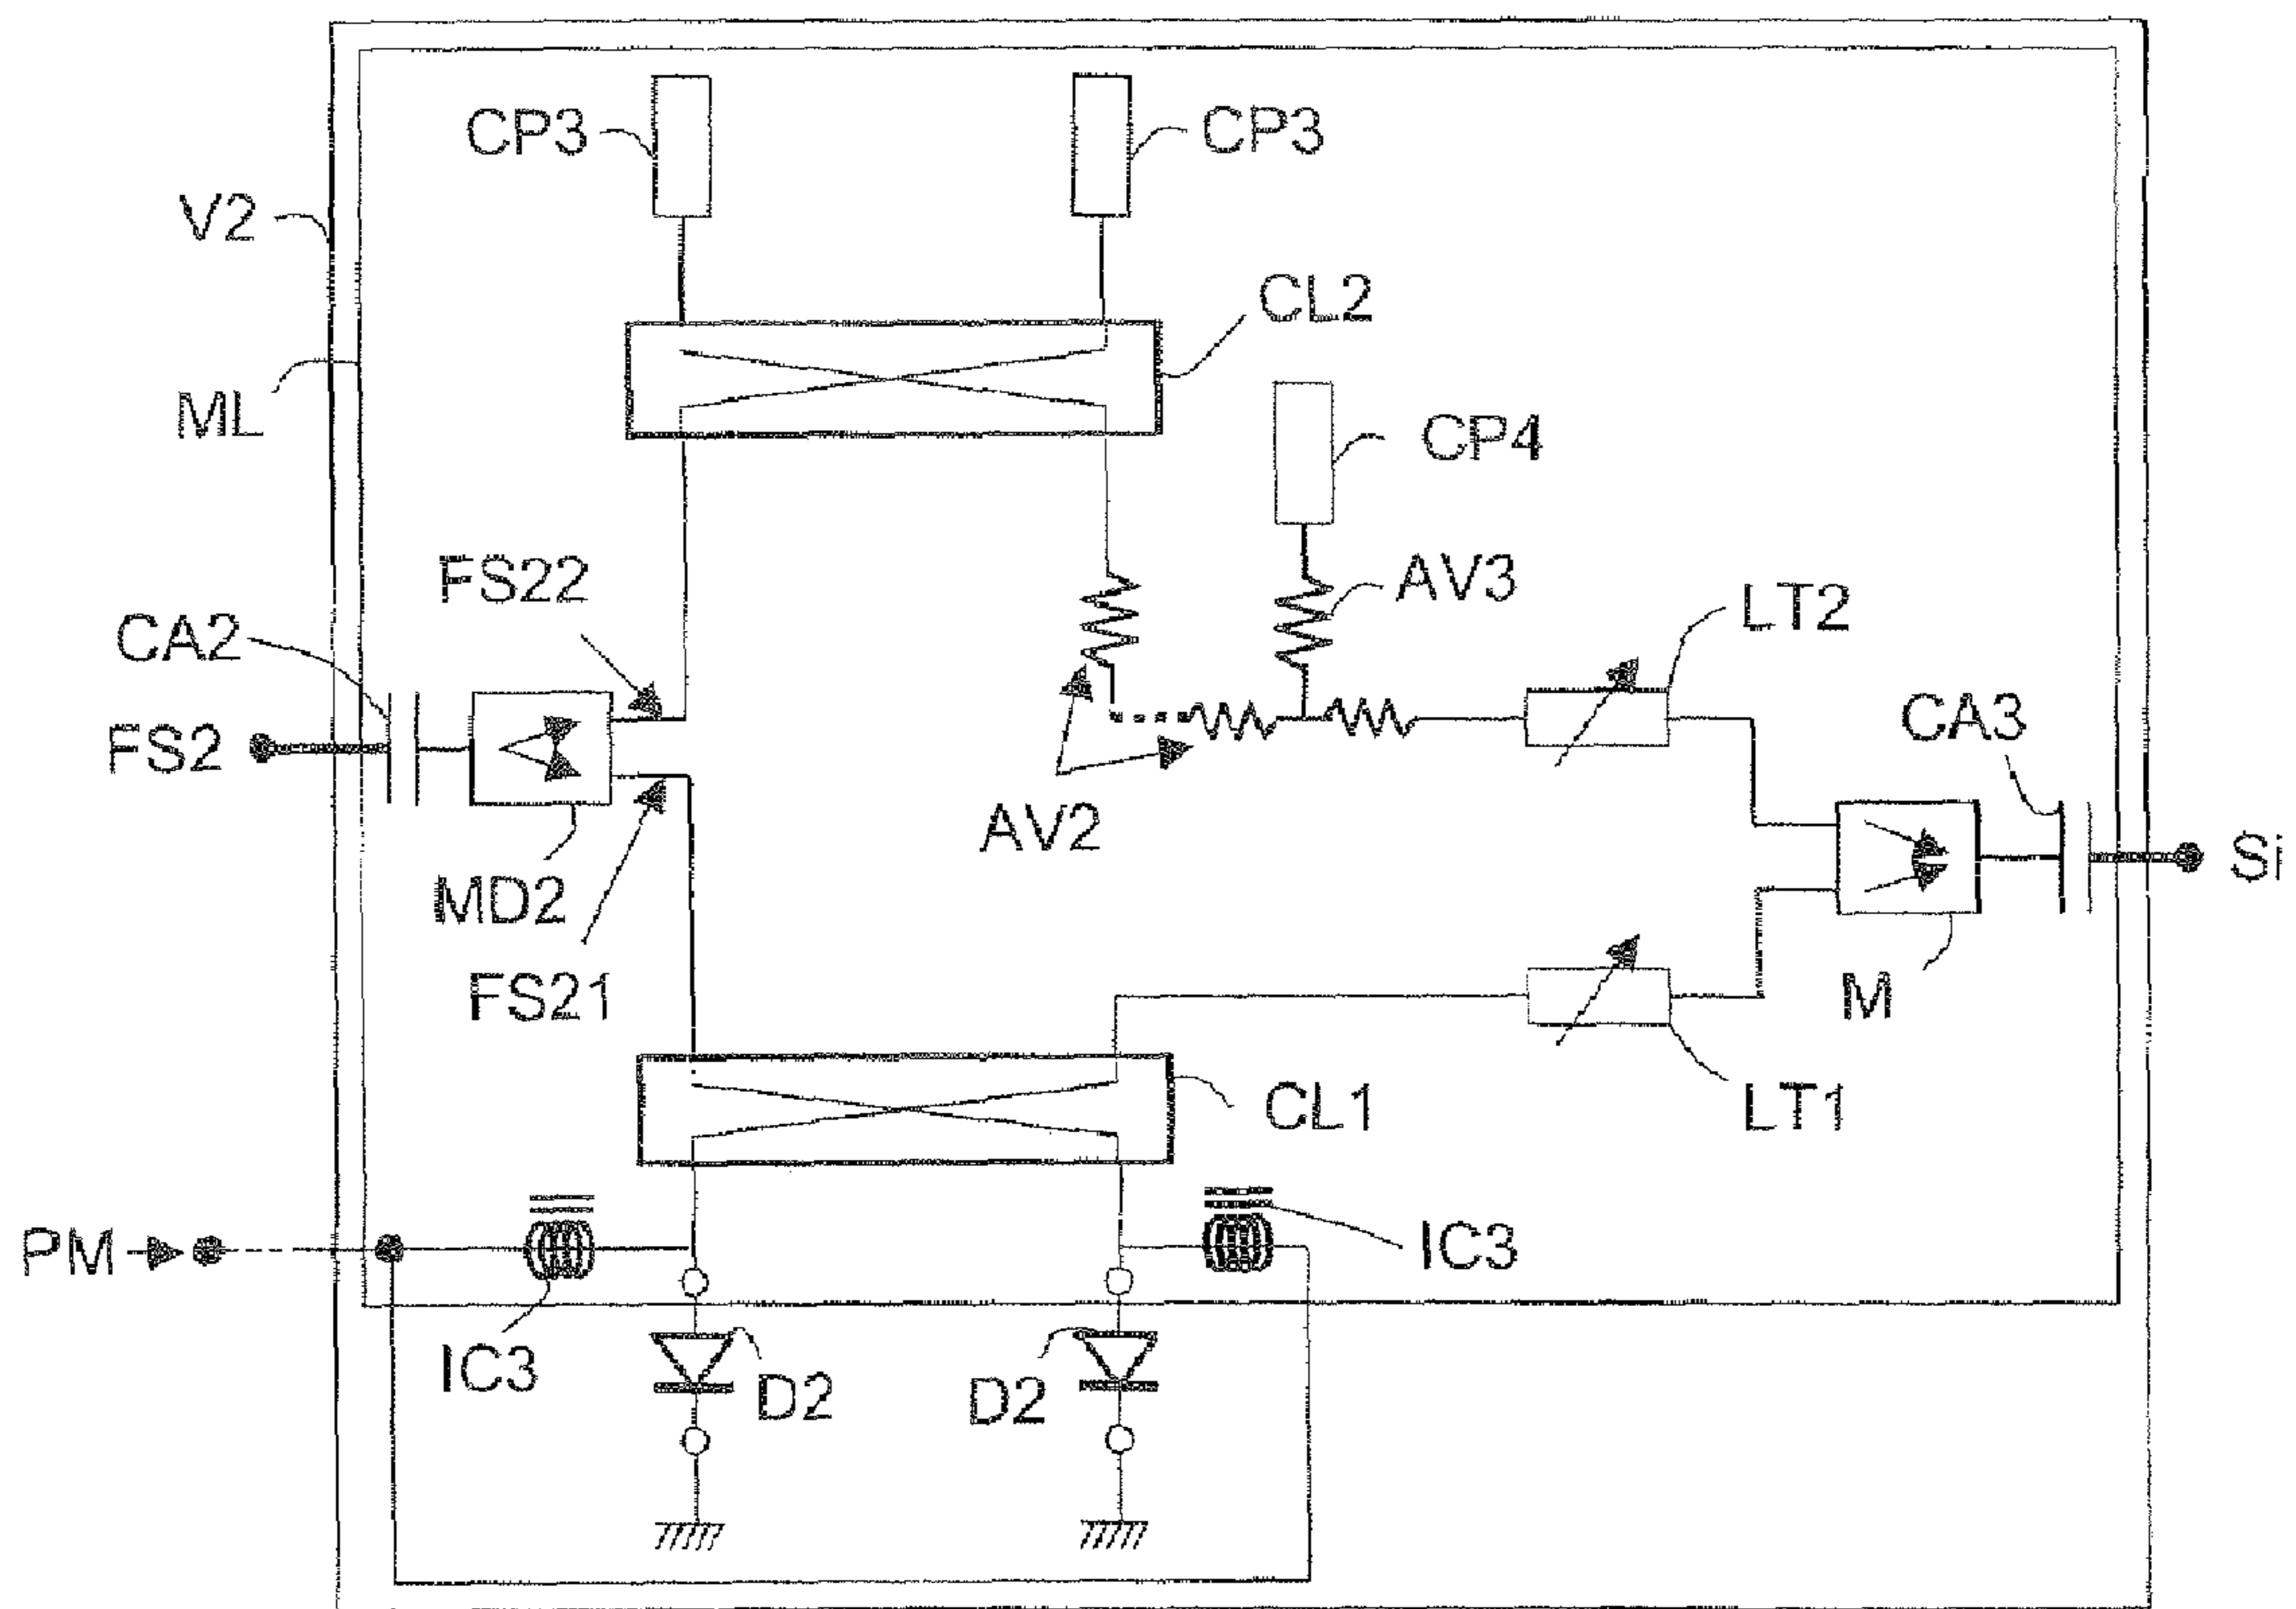 CP3
CP3
V2
CL2
ML
CP4
FS22
AV3
LT2
CA2
CA3
FS2
AV2
Si
MD2
FS21
M
CL1
LT1
PM
IC3
IC3
D2
D2